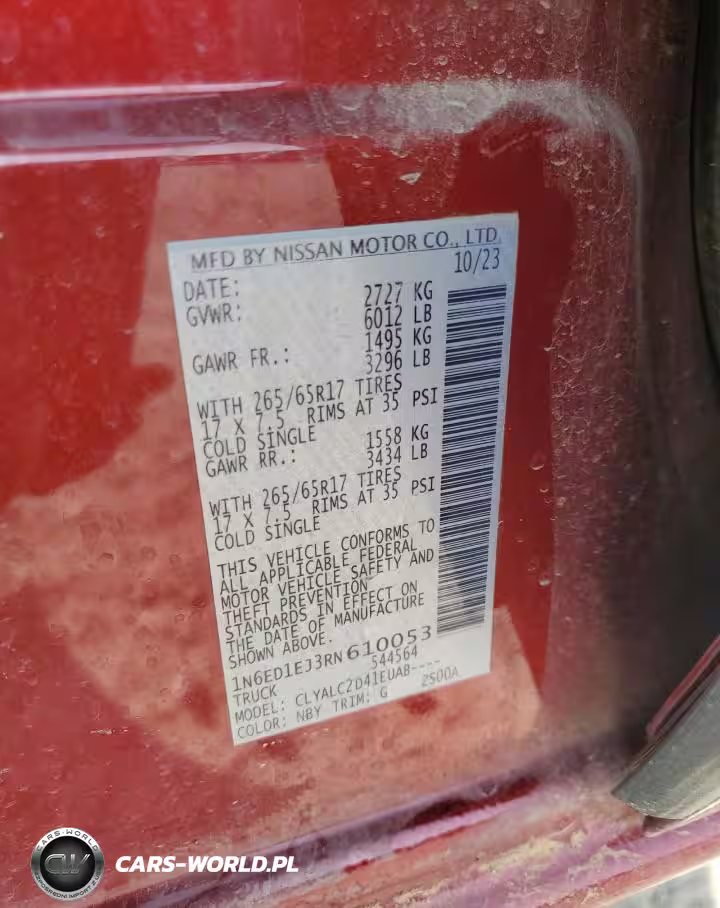 MFD BY NISSAN MOTOR CO., LTD.
DATE: 10/23
GVWR: 2727 KG
6012 LB
1495 KG
GAWR FR.: 3296 LB
WITH 265/65R17 TIRES
17 X 7.5 RIMS AT 35 PSI
COLD SINGLE
1558 KG
GAWR RR.: 3434 LB
WITH 265/65R17 TIRES
17 X 7.5 RIMS AT 35 PSI
COLD SINGLE
THIS VEHICLE CONFORMS TO
ALL APPLICABLE FEDERAL
MOTOR VEHICLE SAFETY AND
THEFT PREVENTION
STANDARDS IN EFFECT ON
THE DATE OF MANUFACTURE
SHOWN ABOVE.
1N6ED1EJ3RN610053
TRUCK 544564
MODEL: CLYALC2D41EUAB----
COLOR: NBY TRIM: G 2S00A
CARS-WORLD
CW
CARS-WORLD.PL